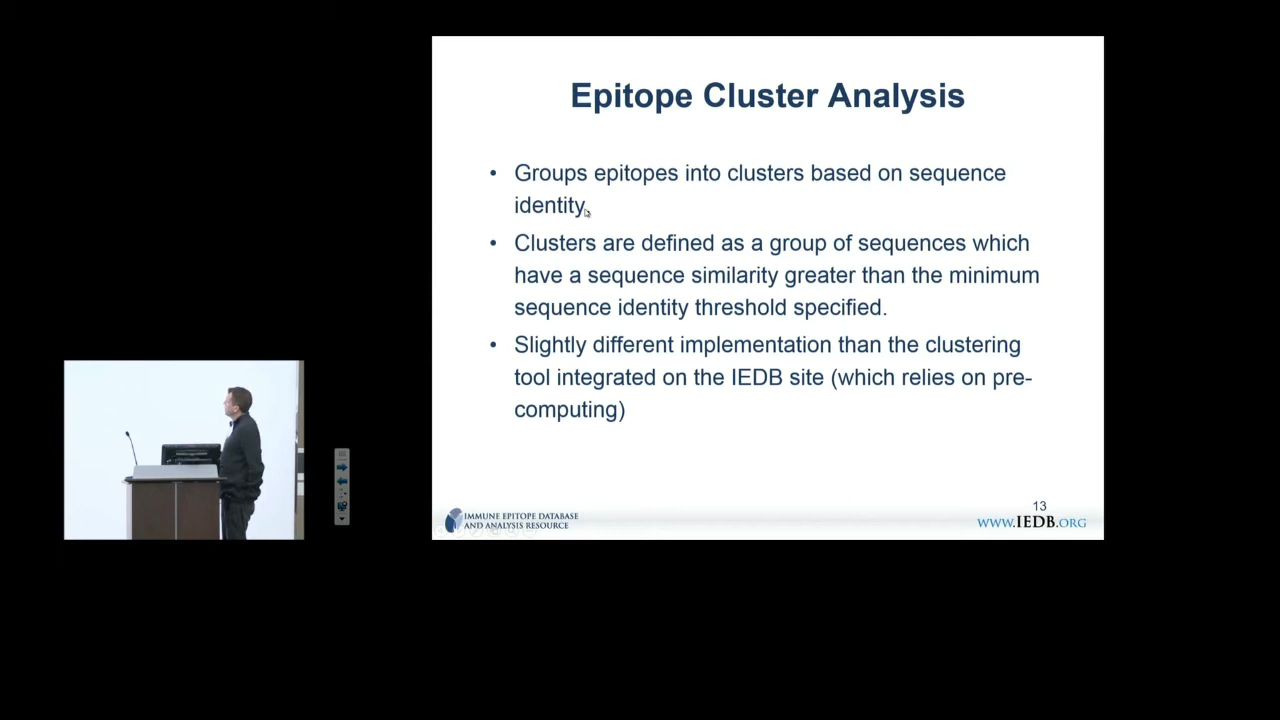 Epitope Cluster Analysis
• Groups epitopes into clusters based on sequence
identity.
• Clusters are defined as a group of sequences which
have a sequence similarity greater than the minimum
sequence identity threshold specified.
• Slightly different implementation than the clustering
tool integrated on the IEDB site (which relies on pre-
computing)
IMMUNE EPITOPE DATABASE
AND ANALYSIS RESOURCE
13
WWW.IEDB.ORG